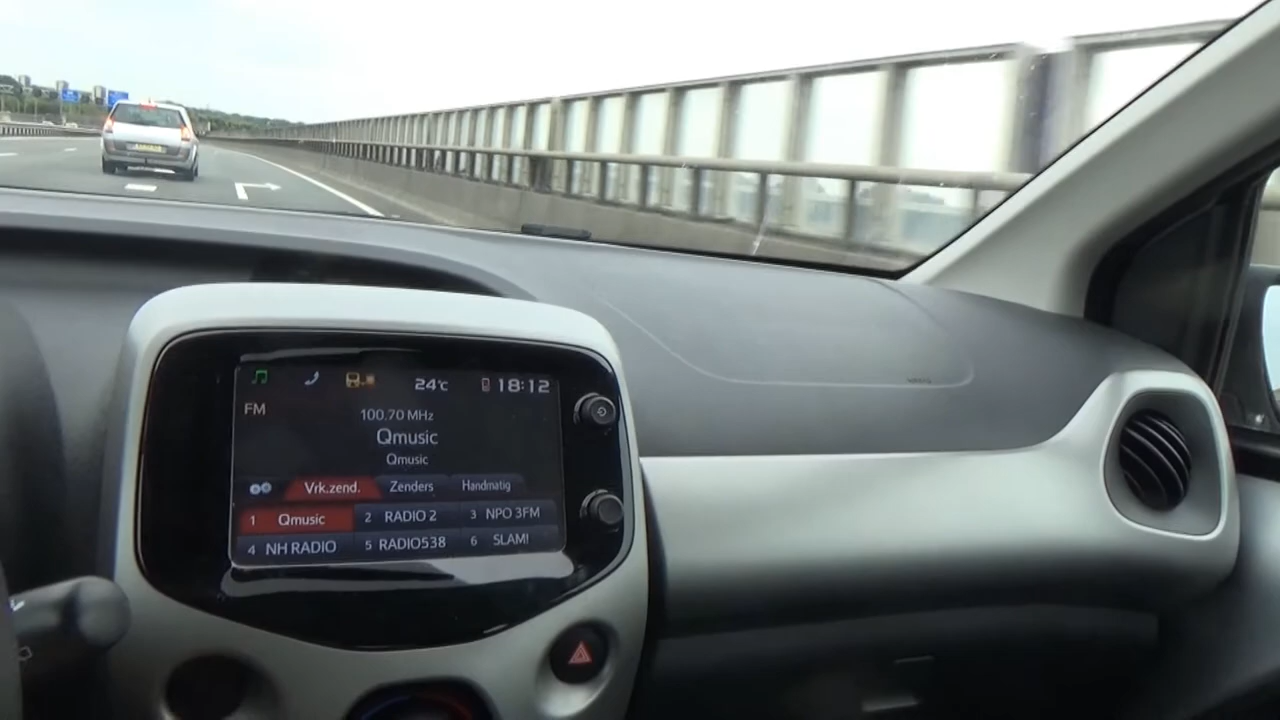 24°C 18:12
FM
100.70 MHz
Qmusic
Qmusic
Vrk.zend. Zenders Handmatig
1 Qmusic 2 RADIO 2 3 NPO 3FM
4 NH RADIO 5 RADIO538 6 SLAM!